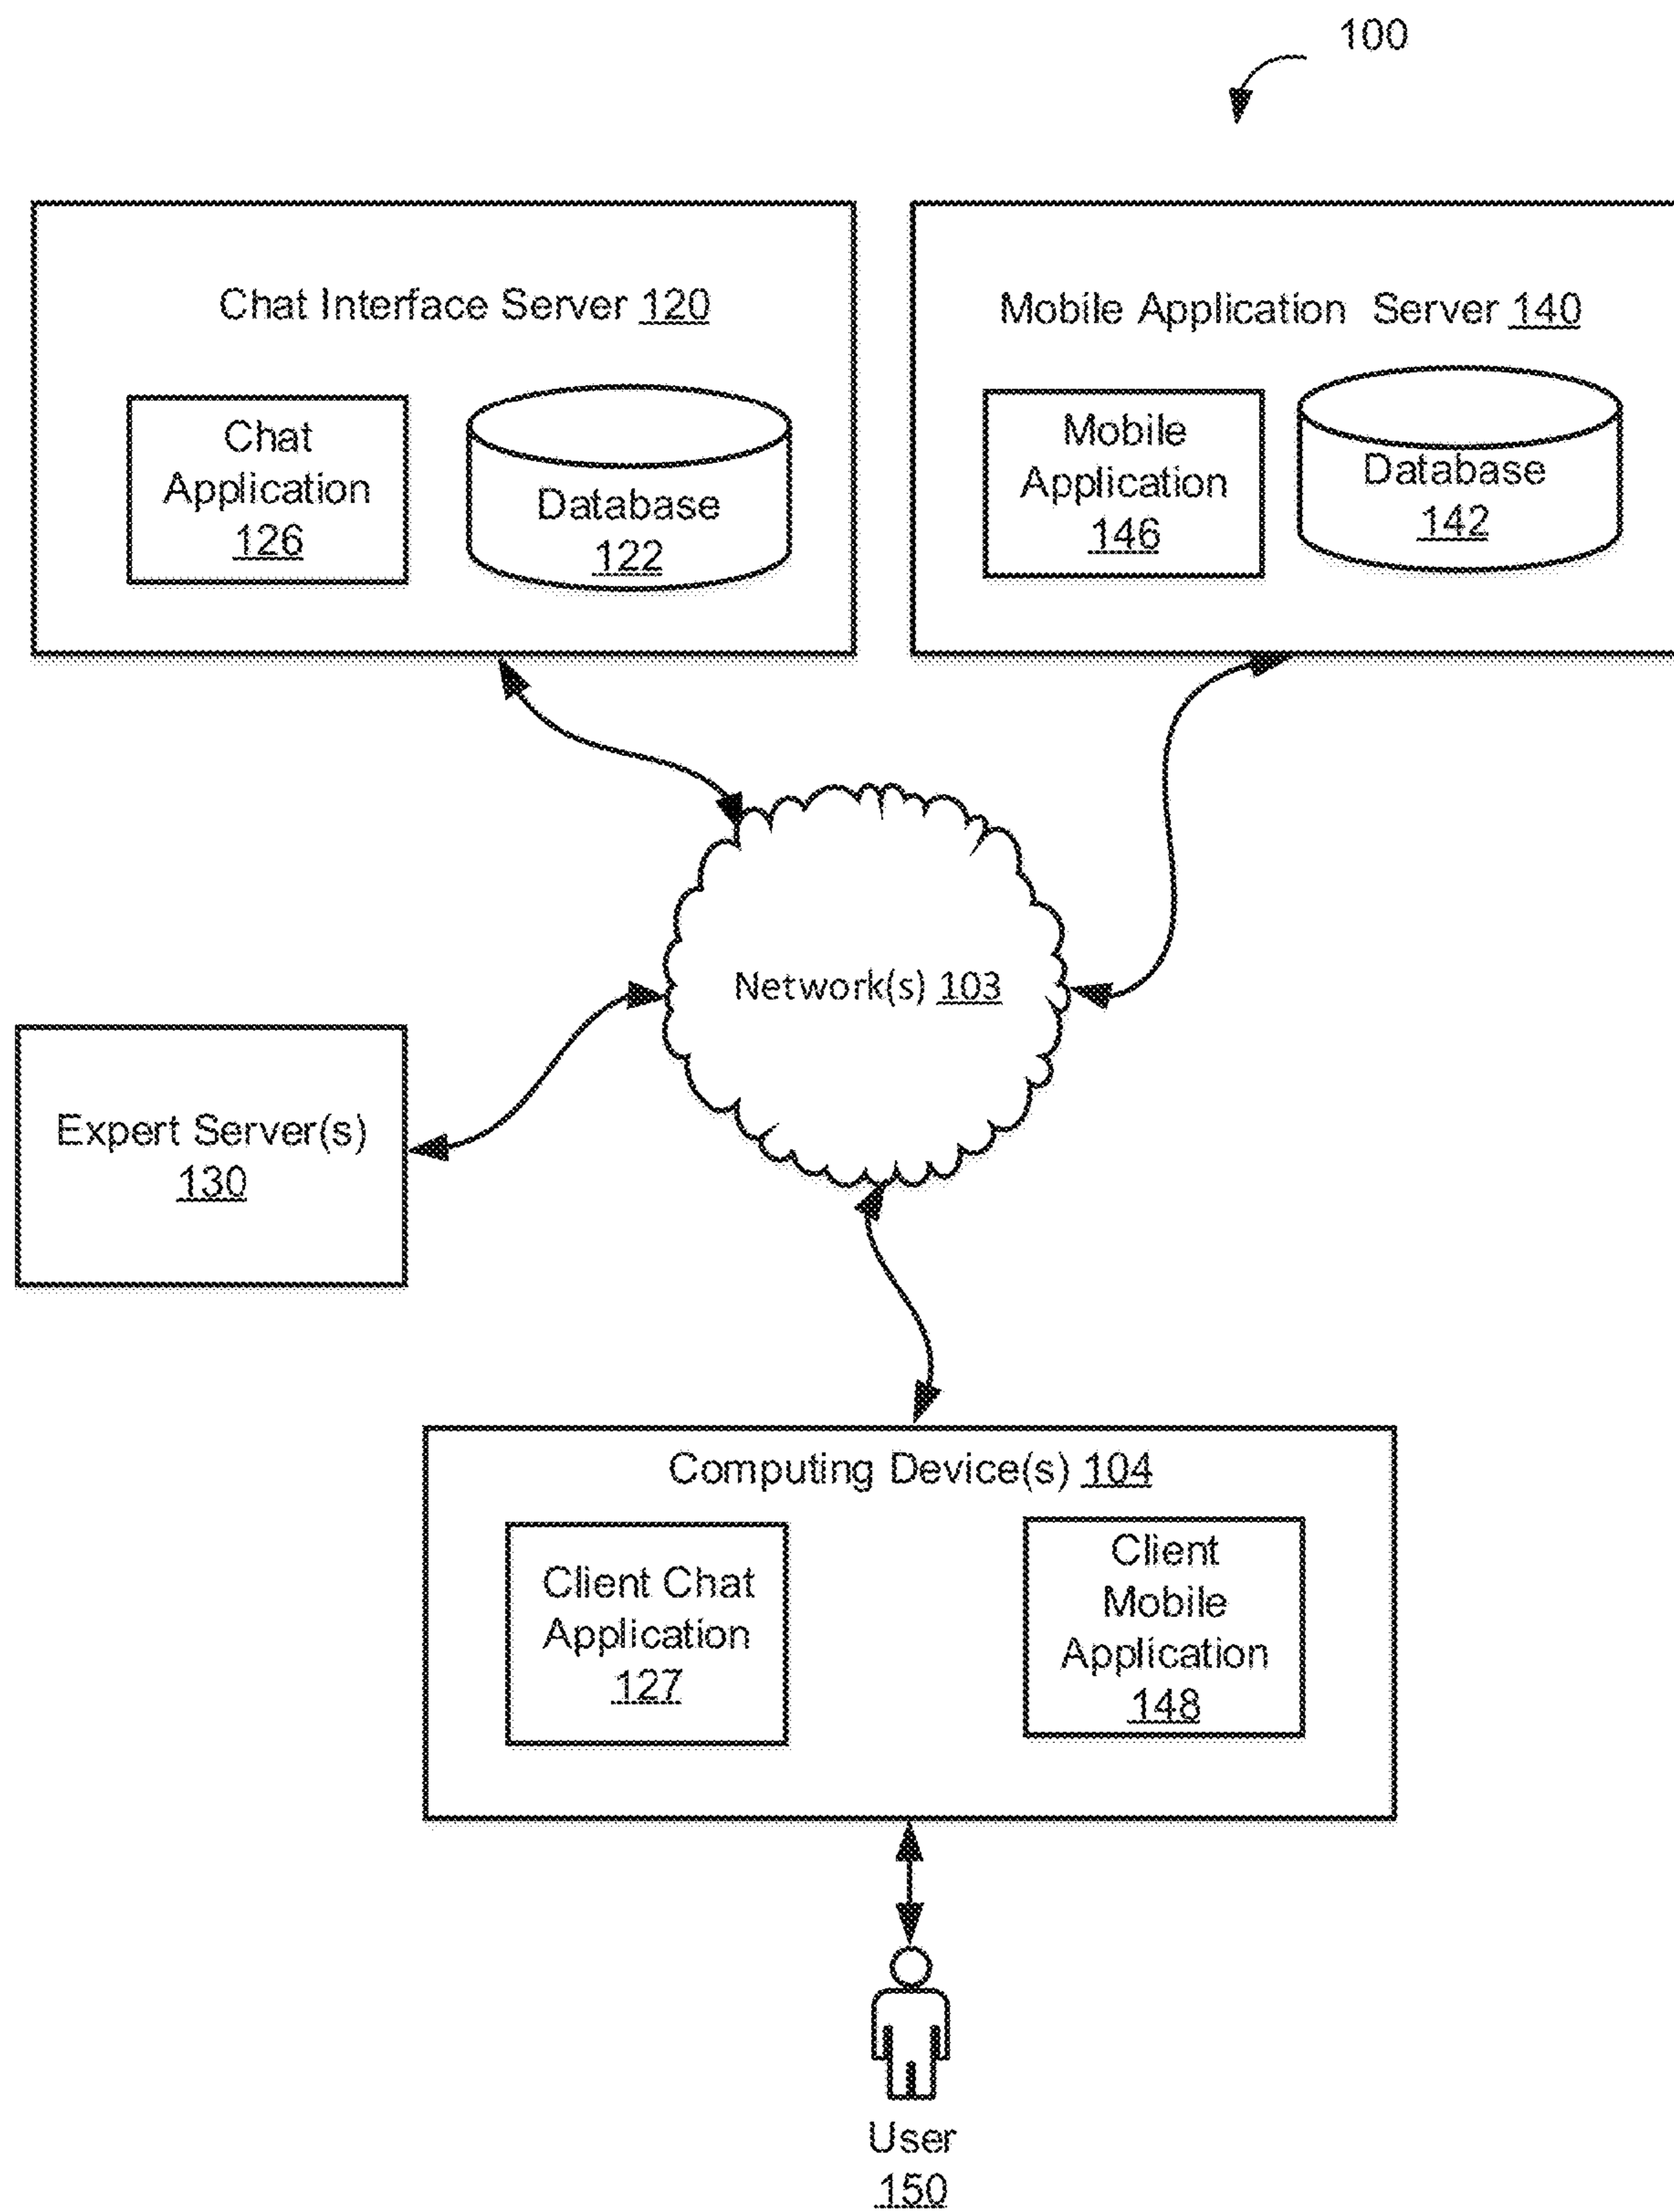 100
Chat Interface Server 120
Chat
Application
126
Database
122
Mobile Application Server 140
Mobile
Application
146
Database
142
Network(s) 103
Expert Server(s)
130
Computing Device(s) 104
Client Chat
Application
127
Client
Mobile
Application
148
User
150